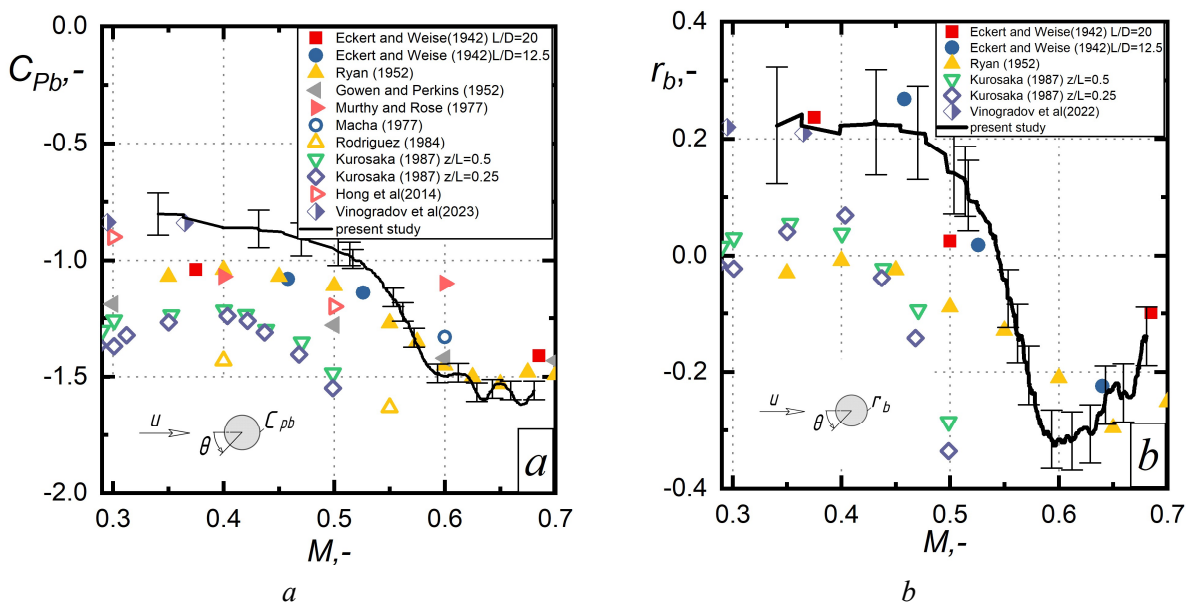 0.0
-0.5
-1.0
-1.5
-2.0
C_Pb,-
Eckert and Weise(1942) L/D=20
Eckert and Weise (1942)L/D=12.5
Ryan (1952)
Gowen and Perkins (1952)
Murthy and Rose (1977)
Macha (1977)
Rodriguez (1984)
Kurosaka (1987) z/L=0.5
Kurosaka (1987) z/L=0.25
Hong et al(2014)
Vinogradov et al(2023)
present study
u
θ
C_pb
a
0.3 0.4 0.5 0.6 0.7
M,-
a
0.4
0.2
0.0
-0.2
-0.4
r_b,-
Eckert and Weise(1942) L/D=20
Eckert and Weise (1942)L/D=12.5
Ryan (1952)
Kurosaka (1987) z/L=0.5
Kurosaka (1987) z/L=0.25
Vinogradov et al(2022)
present study
u
θ
r_b
b
0.3 0.4 0.5 0.6 0.7
M,-
b